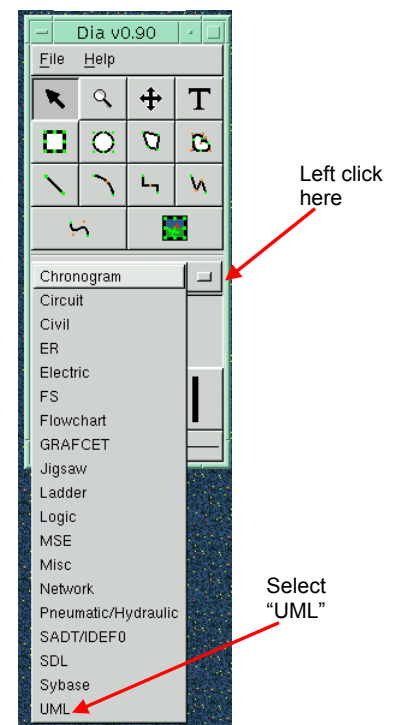 Dia v0.90
File Help
T
Left click
here
Chronogram
Circuit
Civil
ER
Electric
FS
Flowchart
GRAFCET
Jigsaw
Ladder
Logic
MSE
Misc
Network
Pneumatic/Hydraulic
SADT/IDEF0
SDL
Sybase
UML
Select
“UML”